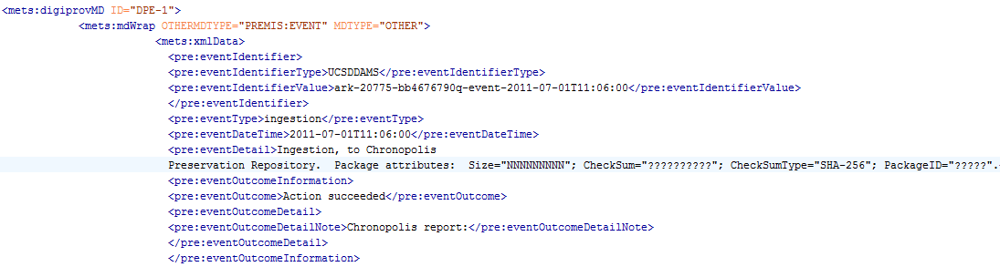 <mets:digiprovMD ID="DPE-1">
<mets:mdWrap OTHERMDTYPE="PREMIS:EVENT" MDTYPE="OTHER">
<mets:xmlData>
<pre:eventIdentifier>
<pre:eventIdentifierType>UCSDDAMS</pre:eventIdentifierType>
<pre:eventIdentifierValue>ark-20775-bb4676790q-event-2011-07-01T11:06:00</pre:eventIdentifierValue>
</pre:eventIdentifier>
<pre:eventType>ingestion</pre:eventType>
<pre:eventDateTime>2011-07-01T11:06:00</pre:eventDateTime>
<pre:eventDetail>Ingestion, to Chronopolis
Preservation Repository.  Package attributes:  Size="NNNNNNNNN"; CheckSum="??????????"; CheckSumType="SHA-256"; PackageID="?????".
<pre:eventOutcomeInformation>
<pre:eventOutcome>Action succeeded</pre:eventOutcome>
<pre:eventOutcomeDetail>
<pre:eventOutcomeDetailNote>Chronopolis report:</pre:eventOutcomeDetailNote>
</pre:eventOutcomeDetail>
</pre:eventOutcomeInformation>